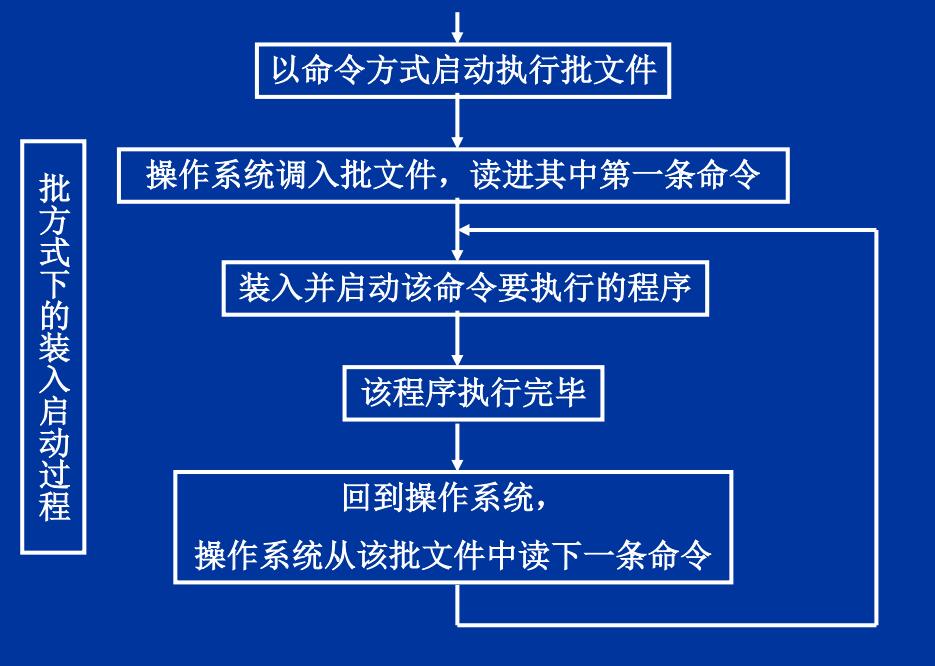 以命令方式启动执行批文件
操作系统调入批文件，读进其中第一条命令
批方式下的装入启动过程
装入并启动该命令要执行的程序
该程序执行完毕
回到操作系统，
操作系统从该批文件中读下一条命令